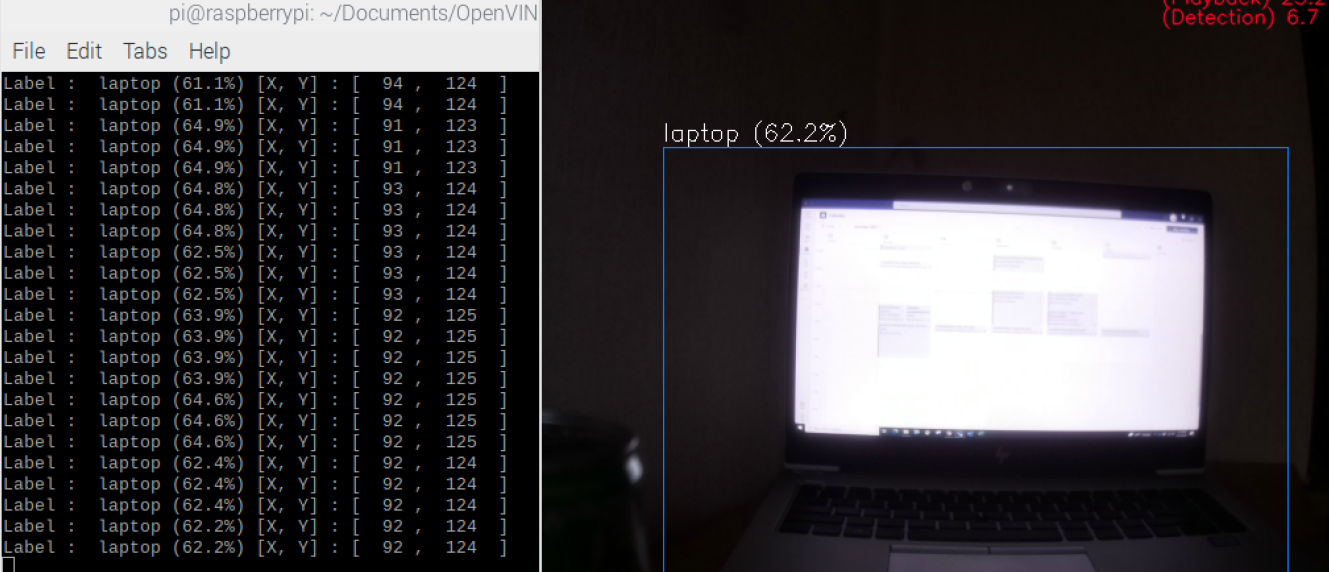 pi@raspberrypi: ~/Documents/OpenVIN
File Edit Tabs Help
Label : laptop (61.1%) [X, Y] : [ 94 , 124 ]
Label : laptop (61.1%) [X, Y] : [ 94 , 124 ]
Label : laptop (64.9%) [X, Y] : [ 91 , 123 ]
Label : laptop (64.9%) [X, Y] : [ 91 , 123 ]
Label : laptop (64.9%) [X, Y] : [ 91 , 123 ]
Label : laptop (64.8%) [X, Y] : [ 93 , 124 ]
Label : laptop (64.8%) [X, Y] : [ 93 , 124 ]
Label : laptop (64.8%) [X, Y] : [ 93 , 124 ]
Label : laptop (62.5%) [X, Y] : [ 93 , 124 ]
Label : laptop (62.5%) [X, Y] : [ 93 , 124 ]
Label : laptop (62.5%) [X, Y] : [ 93 , 124 ]
Label : laptop (63.9%) [X, Y] : [ 92 , 125 ]
Label : laptop (63.9%) [X, Y] : [ 92 , 125 ]
Label : laptop (63.9%) [X, Y] : [ 92 , 125 ]
Label : laptop (63.9%) [X, Y] : [ 92 , 125 ]
Label : laptop (64.6%) [X, Y] : [ 92 , 125 ]
Label : laptop (64.6%) [X, Y] : [ 92 , 125 ]
Label : laptop (64.6%) [X, Y] : [ 92 , 125 ]
Label : laptop (62.4%) [X, Y] : [ 92 , 124 ]
Label : laptop (62.4%) [X, Y] : [ 92 , 124 ]
Label : laptop (62.4%) [X, Y] : [ 92 , 124 ]
Label : laptop (62.2%) [X, Y] : [ 92 , 124 ]
Label : laptop (62.2%) [X, Y] : [ 92 , 124 ]
(Playback) 25.2
(Detection) 6.7
laptop (62.2%)
hp